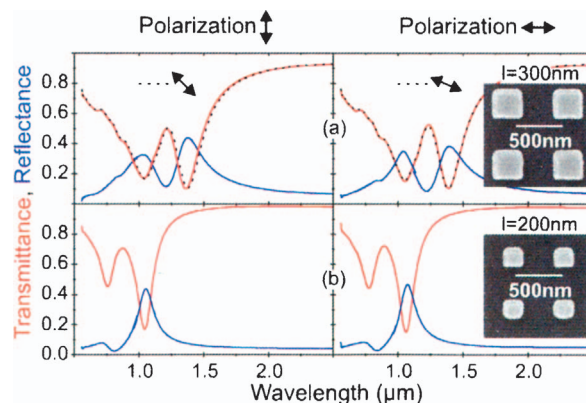 Polarization
Polarization
Transmittance, Reflectance
0.8
0.6
0.4
0.2
(a)
(a)
l=300nm
500nm
0.8
0.6
0.4
0.2
0.0
(b)
l=200nm
500nm
1.0 1.5 2.0
1.0 1.5 2.0
Wavelength (µm)